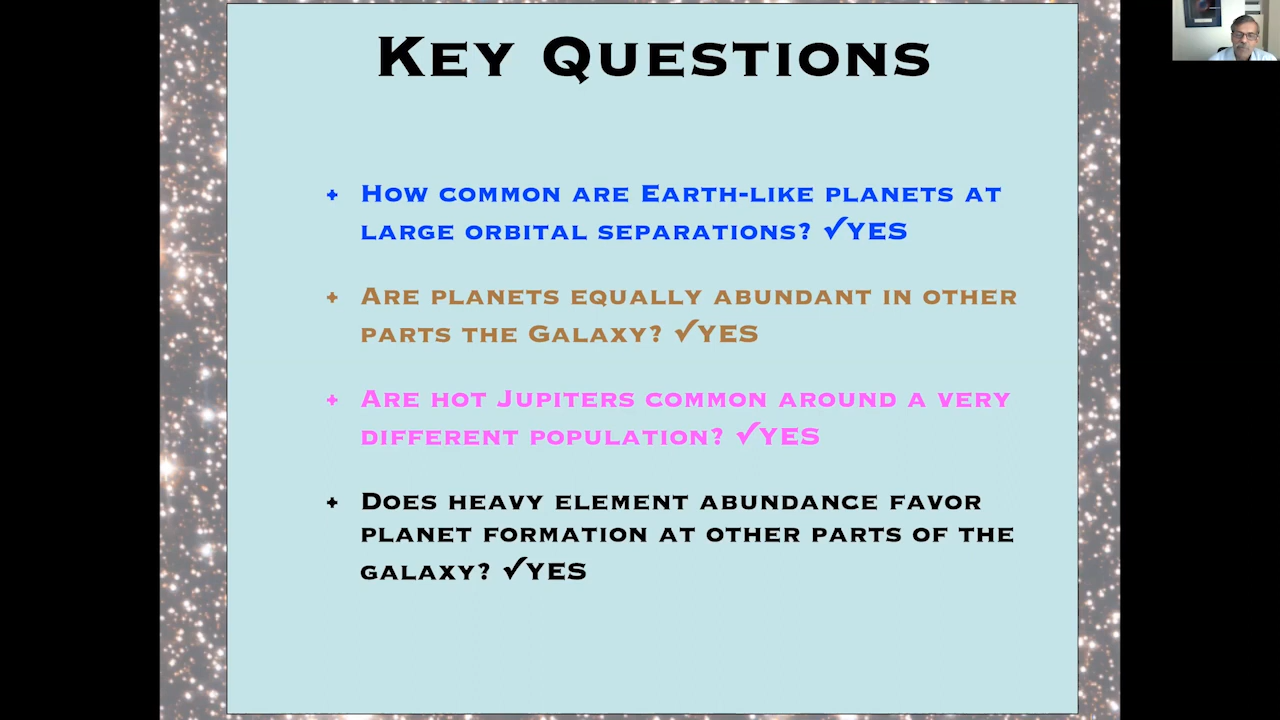 Key Questions
+ How common are Earth-like planets at
large orbital separations? ✓YES
+ Are planets equally abundant in other
parts the Galaxy? ✓YES
+ Are hot Jupiters common around a very
different population? ✓YES
+ Does heavy element abundance favor
planet formation at other parts of the
galaxy? ✓YES